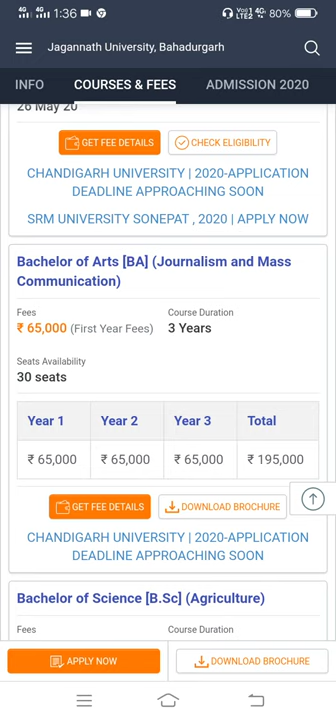 4G 4G 1:36 Vo1 LTE2 4G 80%
Jagannath University, Bahadurgarh
INFO COURSES & FEES ADMISSION 2020
26 May 20
GET FEE DETAILS CHECK ELIGIBILITY
CHANDIGARH UNIVERSITY | 2020-APPLICATION
DEADLINE APPROACHING SOON
SRM UNIVERSITY SONEPAT , 2020 | APPLY NOW
Bachelor of Arts [BA] (Journalism and Mass
Communication)
Fees Course Duration
₹ 65,000 (First Year Fees) 3 Years
Seats Availability
30 seats
Year 1 Year 2 Year 3 Total
₹ 65,000 ₹ 65,000 ₹ 65,000 ₹ 195,000
GET FEE DETAILS DOWNLOAD BROCHURE
CHANDIGARH UNIVERSITY | 2020-APPLICATION
DEADLINE APPROACHING SOON
Bachelor of Science [B.Sc] (Agriculture)
Fees Course Duration
APPLY NOW DOWNLOAD BROCHURE